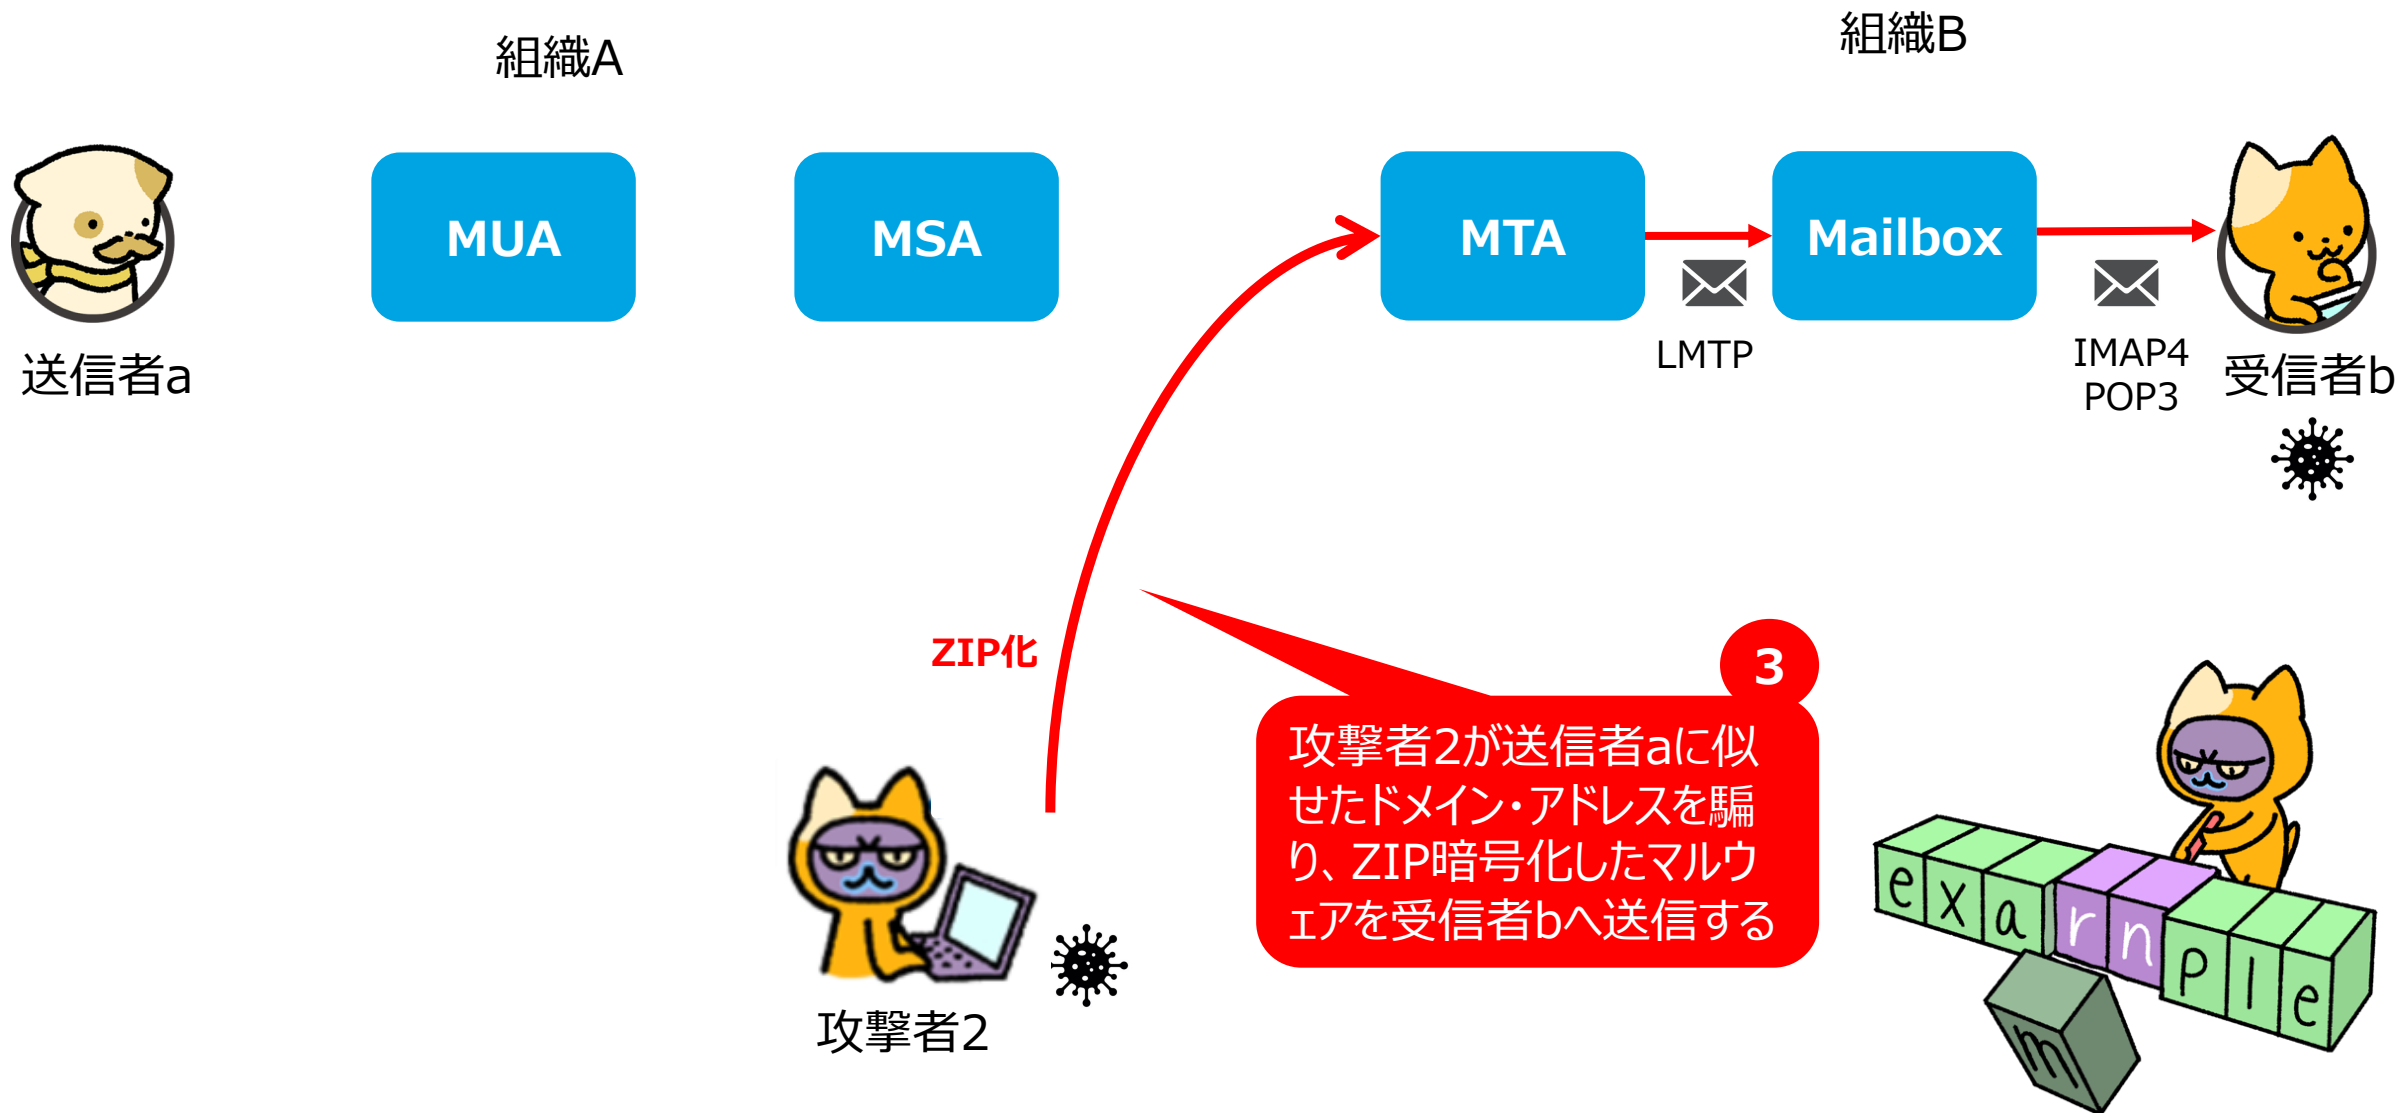 組織A
組織B
MUA
MSA
MTA
Mailbox
送信者a
LMTP
IMAP4
POP3
受信者b
ZIP化
3
攻撃者2が送信者aに似
せたドメイン・アドレスを騙
り、ZIP暗号化したマルウ
ェアを受信者bへ送信する
攻撃者2
exarnple
m